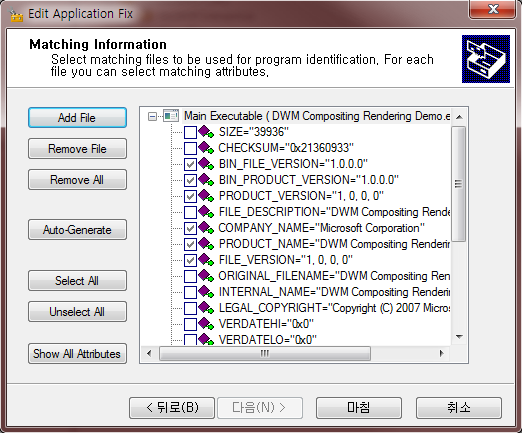 Edit Application Fix
Matching Information
Select matching files to be used for program identification. For each
file you can select matching attributes.
Add File
Remove File
Remove All
Auto-Generate
Select All
Unselect All
Show All Attributes
Main Executable ( DWM Compositing Rendering Demo.e
SIZE="39936"
CHECKSUM="0x21360933"
BIN_FILE_VERSION="1.0.0.0"
BIN_PRODUCT_VERSION="1.0.0.0"
PRODUCT_VERSION="1, 0, 0, 0"
FILE_DESCRIPTION="DWM Compositing Rende
COMPANY_NAME="Microsoft Corporation"
PRODUCT_NAME="DWM Compositing Renderin
FILE_VERSION="1, 0, 0, 0"
ORIGINAL_FILENAME="DWM Compositing Rende
INTERNAL_NAME="DWM Compositing Renderin
LEGAL_COPYRIGHT="Copyright (C) 2007 Micros
VERDATEHI="0x0"
VERDATELO="0x0"
< 뒤로(B)
다음(N) >
마침
취소